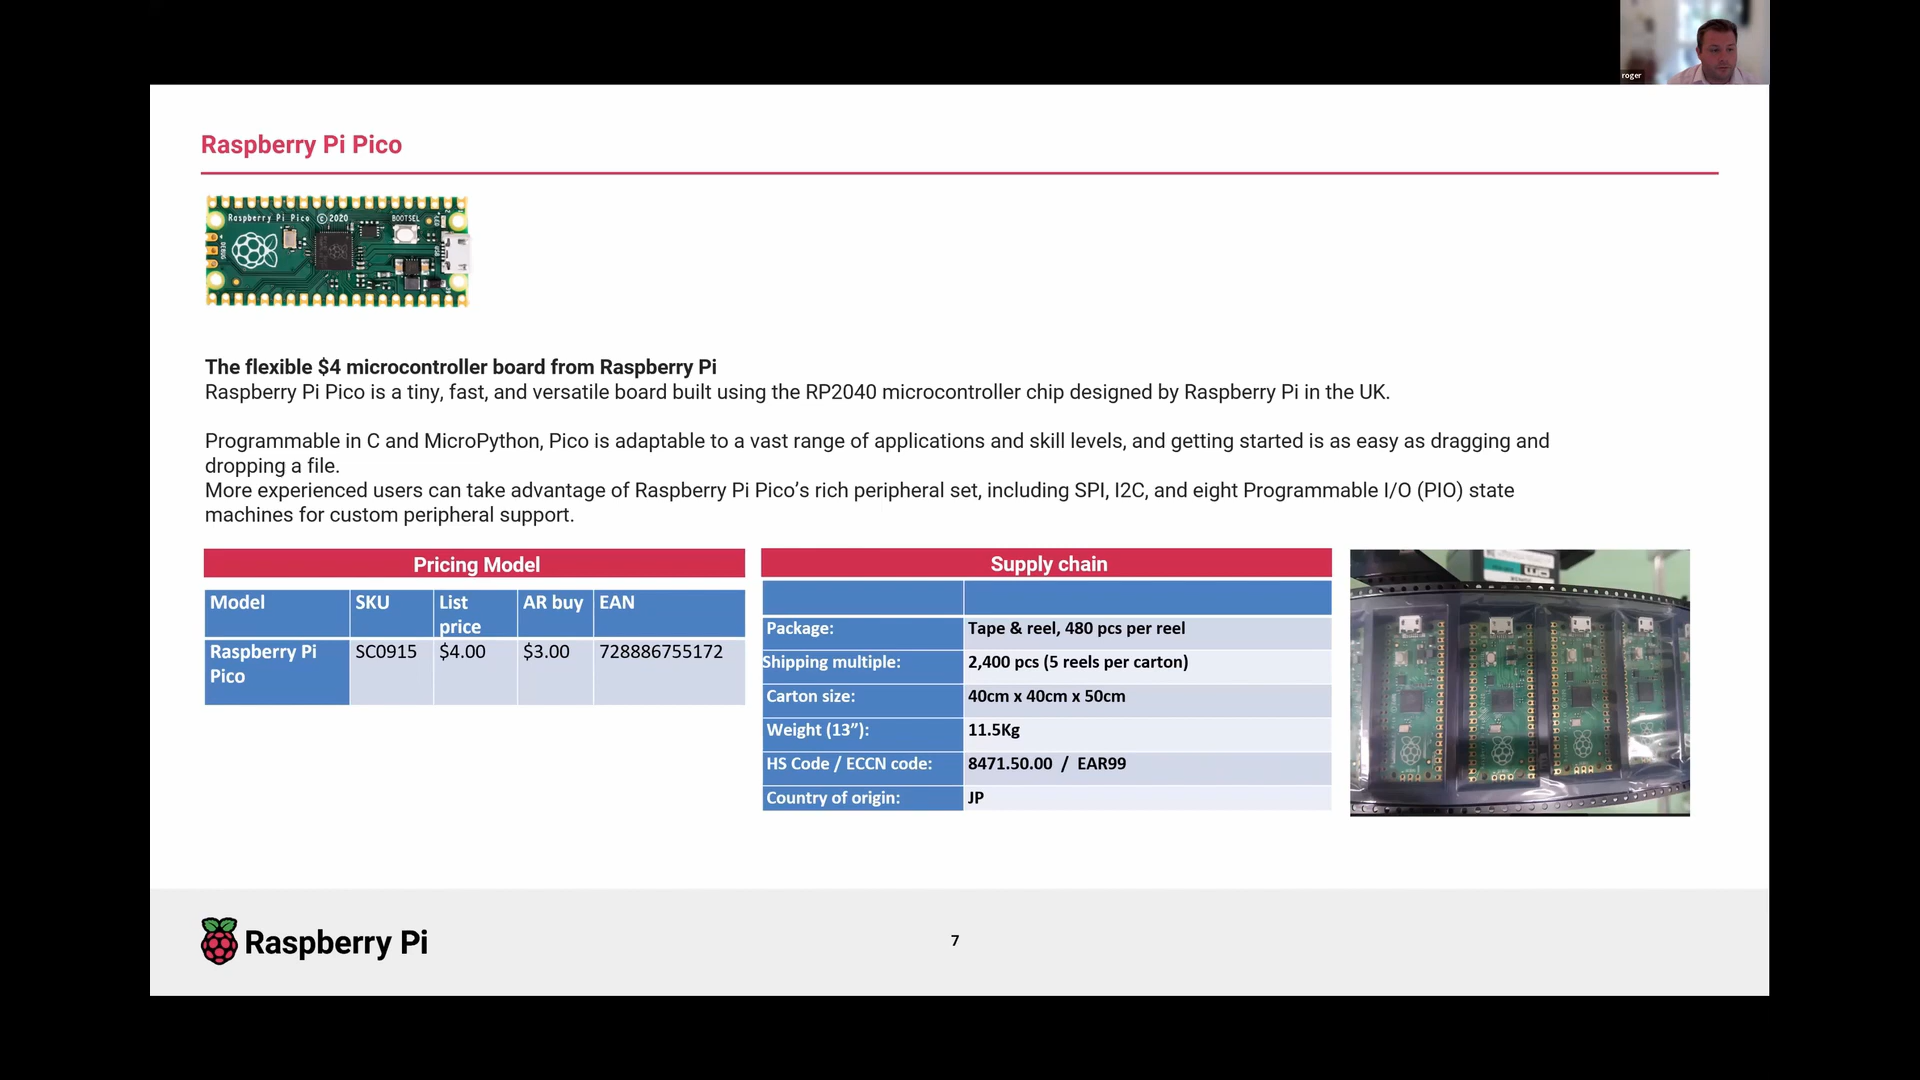 roger
Raspberry Pi Pico
Raspberry Pi Pico ©2020
BOOTSEL
LED
USB
DEBUG
The flexible $4 microcontroller board from Raspberry Pi
Raspberry Pi Pico is a tiny, fast, and versatile board built using the RP2040 microcontroller chip designed by Raspberry Pi in the UK.
Programmable in C and MicroPython, Pico is adaptable to a vast range of applications and skill levels, and getting started is as easy as dragging and
dropping a file.
More experienced users can take advantage of Raspberry Pi Pico’s rich peripheral set, including SPI, I2C, and eight Programmable I/O (PIO) state
machines for custom peripheral support.
Pricing Model
Model SKU List price AR buy EAN
Raspberry Pi Pico SC0915 $4.00 $3.00 728886755172
Supply chain
Package: Tape & reel, 480 pcs per reel
Shipping multiple: 2,400 pcs (5 reels per carton)
Carton size: 40cm x 40cm x 50cm
Weight (13”): 11.5Kg
HS Code / ECCN code: 8471.50.00 / EAR99
Country of origin: JP
Raspberry Pi
7